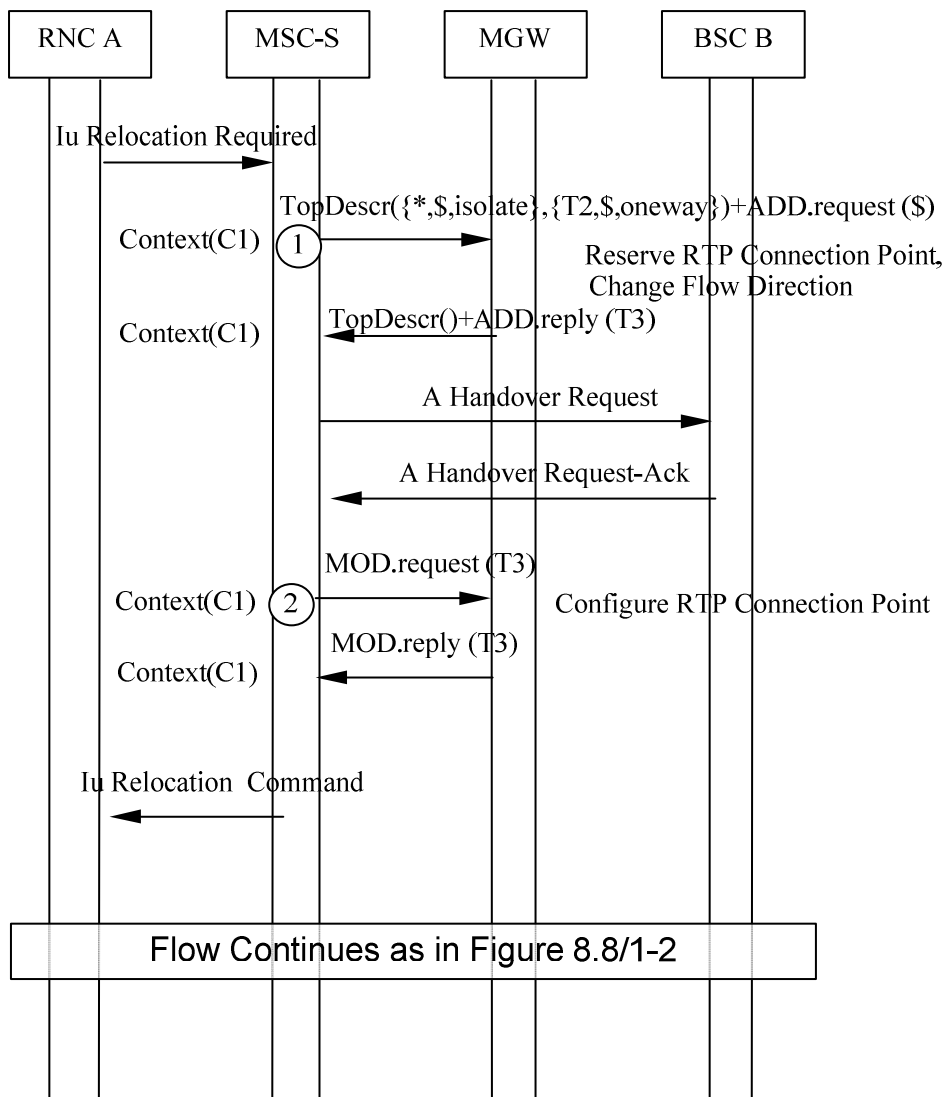 RNC A
MSC-S
MGW
BSC B
Iu Relocation Required
TopDescr({*,$,isolate},{T2,$,oneway})+ADD.request ($)
Context(C1)
1
Reserve RTP Connection Point,
Change Flow Direction
TopDescr()+ADD.reply (T3)
Context(C1)
A Handover Request
A Handover Request-Ack
MOD.request (T3)
Context(C1)
2
Configure RTP Connection Point
MOD.reply (T3)
Context(C1)
Iu Relocation Command
Flow Continues as in Figure 8.8/1-2